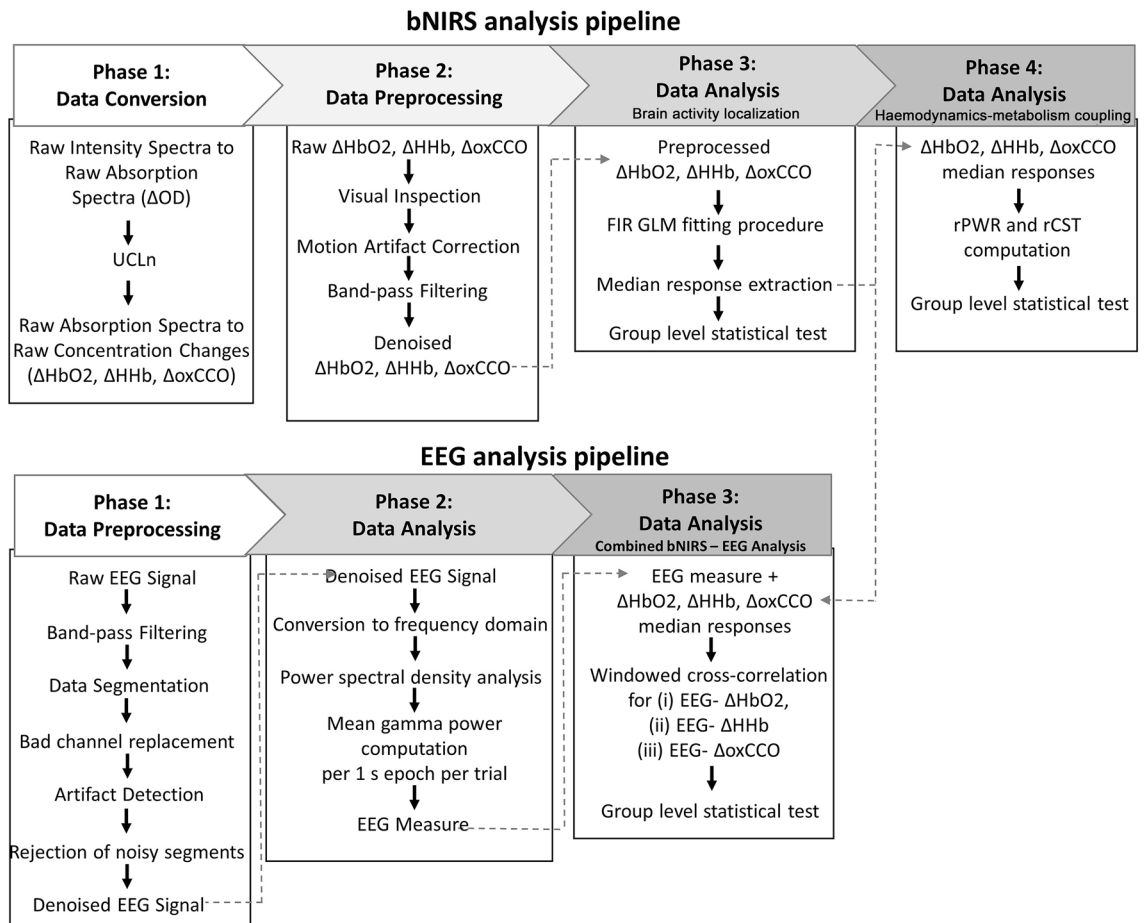 bNIRS analysis pipeline
Phase 1:
Data Conversion
Raw Intensity Spectra to
Raw Absorption
Spectra (ΔOD)
UCLn
Raw Absorption Spectra to
Raw Concentration Changes
(ΔHbO2, ΔHHb, ΔoxCCO)
Phase 2:
Data Preprocessing
Raw ΔHbO2, ΔHHb, ΔoxCCO
Visual Inspection
Motion Artifact Correction
Band-pass Filtering
Denoised
ΔHbO2, ΔHHb, ΔoxCCO
Phase 3:
Data Analysis
Brain activity localization
Preprocessed
ΔHbO2, ΔHHb, ΔoxCCO
FIR GLM fitting procedure
Median response extraction
Group level statistical test
Phase 4:
Data Analysis
Haemodynamics-metabolism coupling
ΔHbO2, ΔHHb, ΔoxCCO
median responses
rPWR and rCST
computation
Group level statistical test
EEG analysis pipeline
Phase 1:
Data Preprocessing
Raw EEG Signal
Band-pass Filtering
Data Segmentation
Bad channel replacement
Artifact Detection
Rejection of noisy segments
Denoised EEG Signal
Phase 2:
Data Analysis
Denoised EEG Signal
Conversion to frequency domain
Power spectral density analysis
Mean gamma power
computation
per 1 s epoch per trial
EEG Measure
Phase 3:
Data Analysis
Combined bNIRS – EEG Analysis
EEG measure +
ΔHbO2, ΔHHb, ΔoxCCO
median responses
Windowed cross-correlation
for (i) EEG- ΔHbO2,
(ii) EEG- ΔHHb
(iii) EEG- ΔoxCCO
Group level statistical test